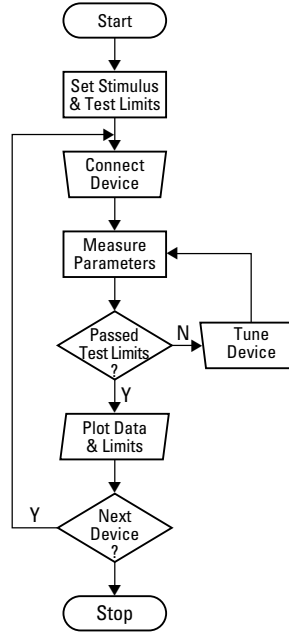 Start
Set Stimulus
& Test Limits
Connect
Device
Measure
Parameters
Passed
Test Limits
?
N
Tune
Device
Y
Plot Data
& Limits
Y
Next
Device
?
Stop